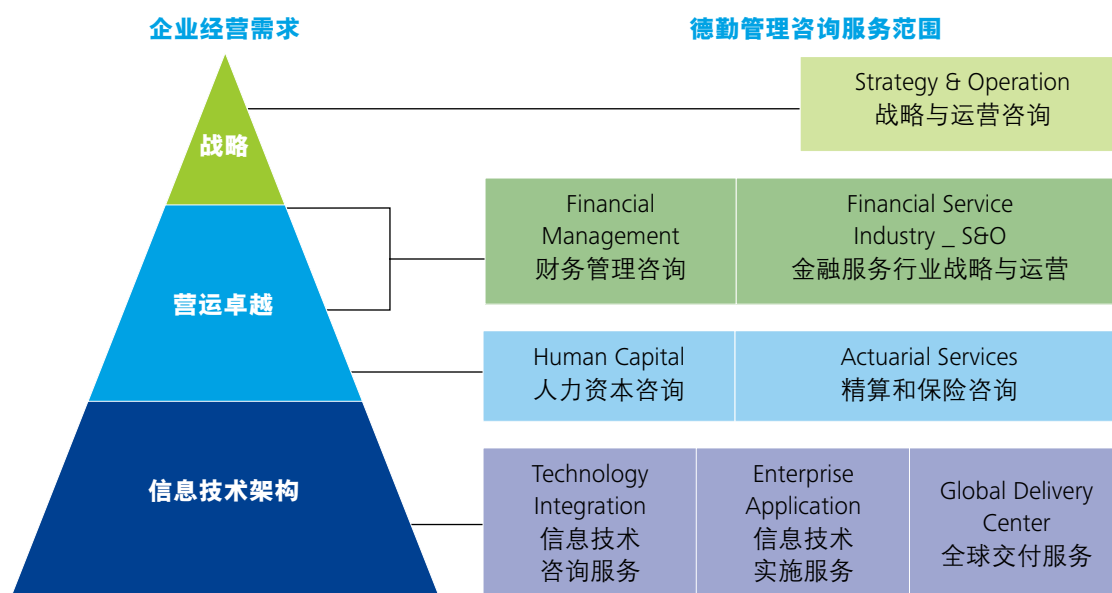 企业经营需求
德勤管理咨询服务范围
战略
Strategy & Operation
战略与运营咨询
营运卓越
Financial
Management
财务管理咨询
Financial Service
Industry _ S&O
金融服务行业战略与运营
Human Capital
人力资本咨询
Actuarial Services
精算和保险咨询
信息技术架构
Technology
Integration
信息技术
咨询服务
Enterprise
Application
信息技术
实施服务
Global Delivery
Center
全球交付服务